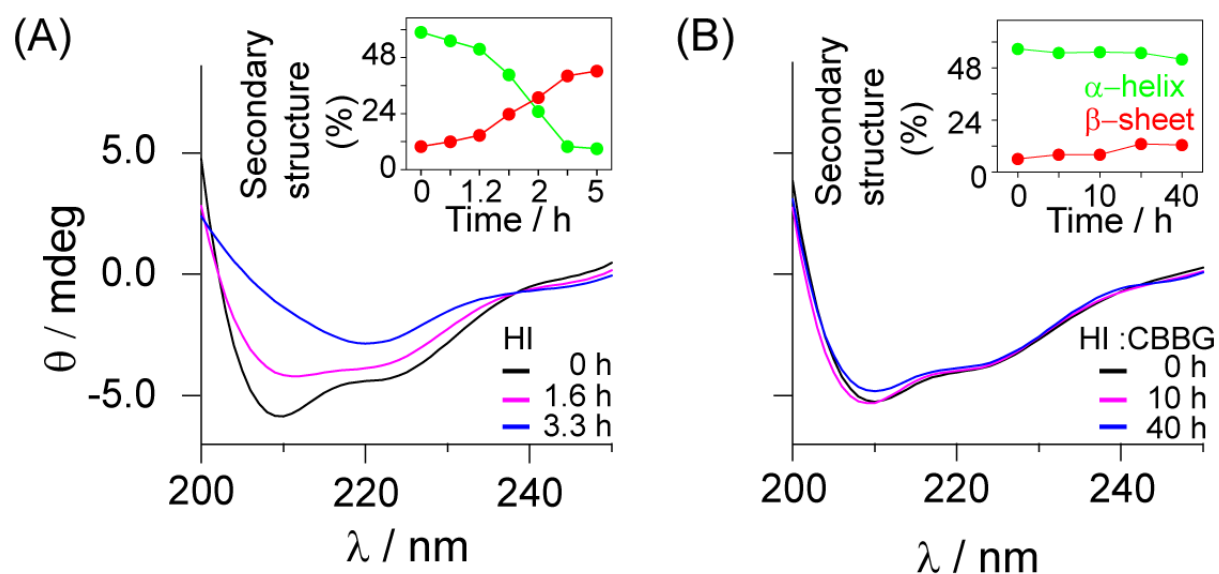 (A)
Secondary
structure
(%)
48
24
0
0 1.2 2 5
Time / h
5.0
0.0
-5.0
θ / mdeg
HI
0 h
1.6 h
3.3 h
200 220 240
λ / nm
(B)
Secondary
structure
(%)
48
24
0
α-helix
β-sheet
0 10 40
Time / h
HI :CBBG
0 h
10 h
40 h
200 220 240
λ / nm